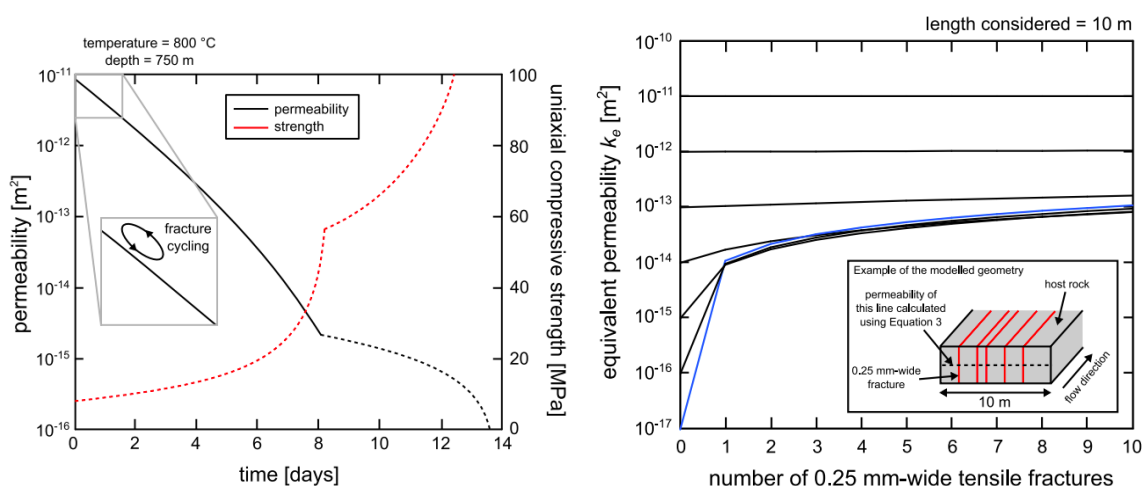 temperature = 800 °C
depth = 750 m
10⁻¹¹
10⁻¹²
10⁻¹³
10⁻¹⁴
10⁻¹⁵
10⁻¹⁶
permeability [m²]
permeability
strength
fracture
cycling
100
80
60
40
20
0
uniaxial compressive strength [MPa]
0 2 4 6 8 10 12 14
time [days]
length considered = 10 m
10⁻¹⁰
10⁻¹¹
10⁻¹²
10⁻¹³
10⁻¹⁴
10⁻¹⁵
10⁻¹⁶
10⁻¹⁷
equivalent permeability kₑ [m²]
Example of the modelled geometry
permeability of
this line calculated
using Equation 3
host rock
0.25 mm-wide
fracture
flow direction
10 m
0 1 2 3 4 5 6 7 8 9 10
number of 0.25 mm-wide tensile fractures